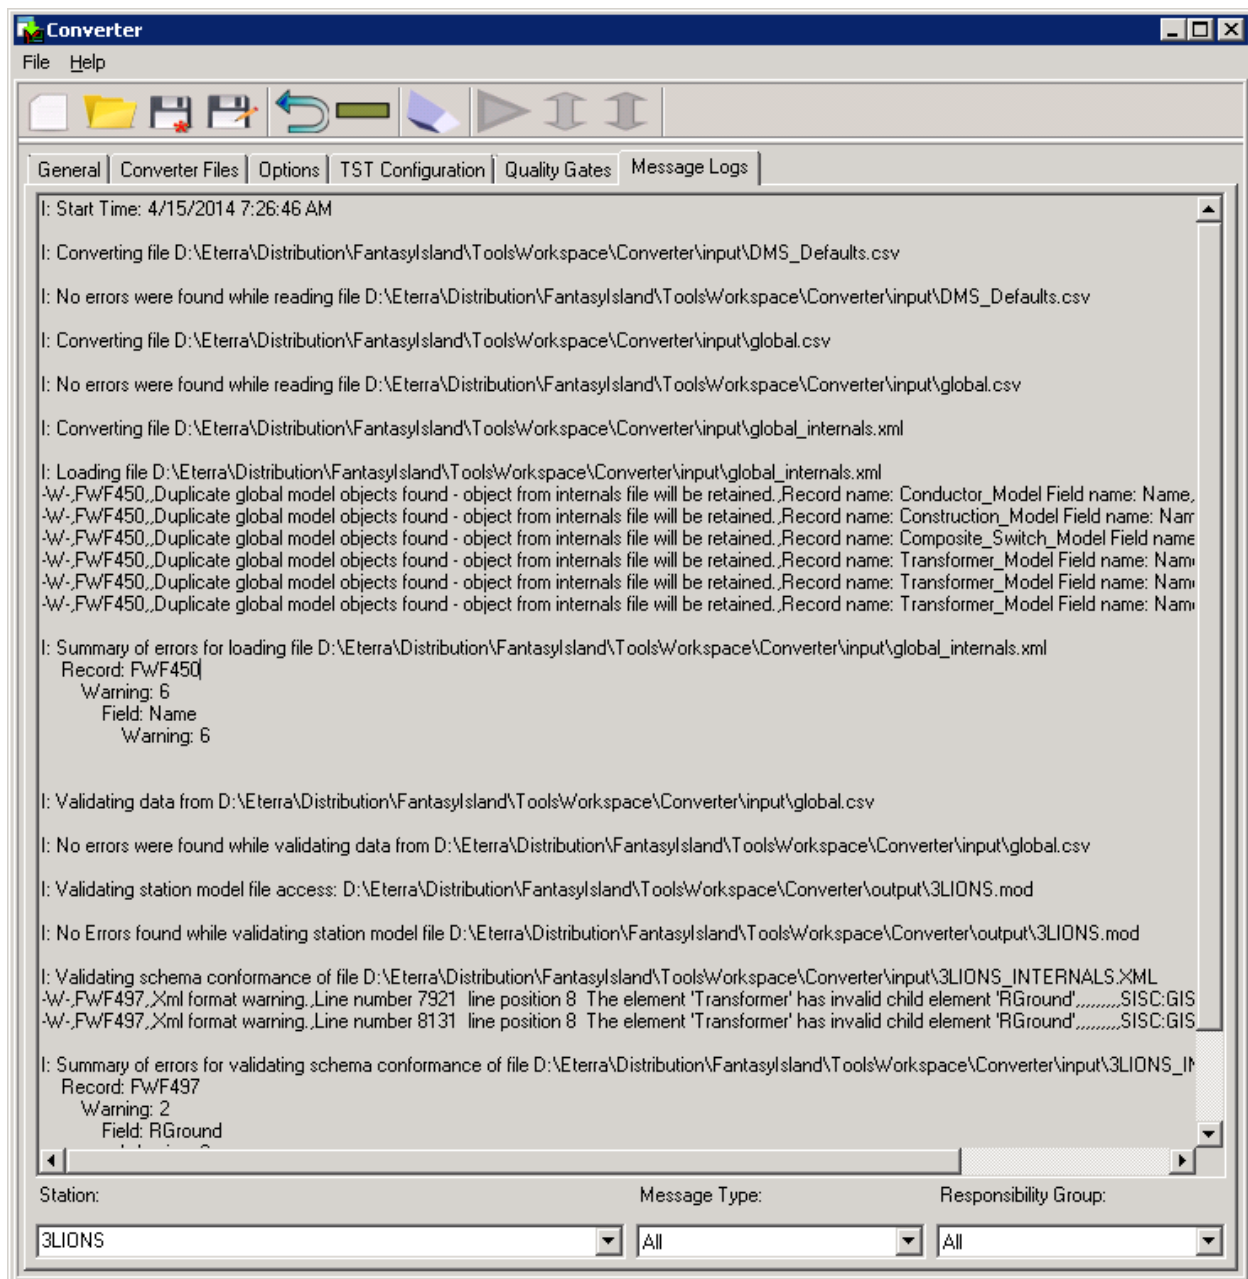 Converter
File Help
General Converter Files Options TST Configuration Quality Gates Message Logs
I: Start Time: 4/15/2014 7:26:46 AM
I: Converting file D:\Eterra\Distribution\FantasyIsland\ToolsWorkspace\Converter\input\DMS_Defaults.csv
I: No errors were found while reading file D:\Eterra\Distribution\FantasyIsland\ToolsWorkspace\Converter\input\DMS_Defaults.csv
I: Converting file D:\Eterra\Distribution\FantasyIsland\ToolsWorkspace\Converter\input\global.csv
I: No errors were found while reading file D:\Eterra\Distribution\FantasyIsland\ToolsWorkspace\Converter\input\global.csv
I: Converting file D:\Eterra\Distribution\FantasyIsland\ToolsWorkspace\Converter\input\global_internals.xml
I: Loading file D:\Eterra\Distribution\FantasyIsland\ToolsWorkspace\Converter\input\global_internals.xml
-W-,FWF450,,Duplicate global model objects found - object from internals file will be retained.,Record name: Conductor_Model Field name: Name,
-W-,FWF450,,Duplicate global model objects found - object from internals file will be retained.,Record name: Construction_Model Field name: Nam
-W-,FWF450,,Duplicate global model objects found - object from internals file will be retained.,Record name: Composite_Switch_Model Field name
-W-,FWF450,,Duplicate global model objects found - object from internals file will be retained.,Record name: Transformer_Model Field name: Nam
-W-,FWF450,,Duplicate global model objects found - object from internals file will be retained.,Record name: Transformer_Model Field name: Nam
-W-,FWF450,,Duplicate global model objects found - object from internals file will be retained.,Record name: Transformer_Model Field name: Nam
I: Summary of errors for loading file D:\Eterra\Distribution\FantasyIsland\ToolsWorkspace\Converter\input\global_internals.xml
Record: FWF450
Warning: 6
Field: Name
Warning: 6
I: Validating data from D:\Eterra\Distribution\FantasyIsland\ToolsWorkspace\Converter\input\global.csv
I: No errors were found while validating data from D:\Eterra\Distribution\FantasyIsland\ToolsWorkspace\Converter\input\global.csv
I: Validating station model file access: D:\Eterra\Distribution\FantasyIsland\ToolsWorkspace\Converter\output\3LIONS.mod
I: No Errors found while validating station model file D:\Eterra\Distribution\FantasyIsland\ToolsWorkspace\Converter\output\3LIONS.mod
I: Validating schema conformance of file D:\Eterra\Distribution\FantasyIsland\ToolsWorkspace\Converter\input\3LIONS_INTERNALS.XML
-W-,FWF497,,Xml format warning.,Line number 7921 line position 8 The element 'Transformer' has invalid child element 'RGround',,,,,,,,,SISC:GIS
-W-,FWF497,,Xml format warning.,Line number 8131 line position 8 The element 'Transformer' has invalid child element 'RGround',,,,,,,,,SISC:GIS
I: Summary of errors for validating schema conformance of file D:\Eterra\Distribution\FantasyIsland\ToolsWorkspace\Converter\input\3LIONS_IN
Record: FWF497
Warning: 2
Field: RGround
Station: Message Type: Responsibility Group:
3LIONS All All